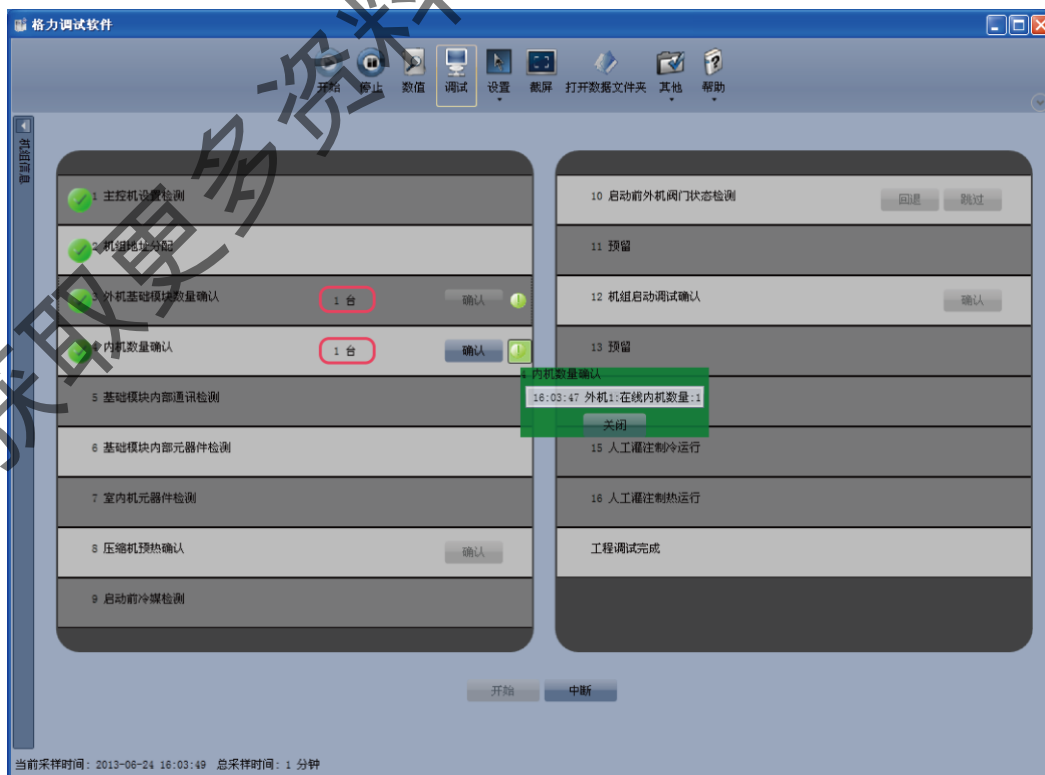 格力调试软件
开始 停止 数值 调试 设置 截屏 打开数据文件夹 其他 帮助
机组信息
1 主控机设置检测
2 机组地址分配
3 外机基础模块数量确认 1 台 确认
4 内机数量确认 1 台 确认
5 基础模块内部通讯检测
6 基础模块内部元器件检测
7 室内机元器件检测
8 压缩机预热确认 确认
9 启动前冷媒检测
10 启动前外机阀门状态检测 回退 跳过
11 预留
12 机组启动调试确认 确认
13 预留
4 内机数量确认
16:03:47 外机1:在线内机数量:1
关闭
15 人工灌注制冷运行
16 人工灌注制热运行
工程调试完成
开始 中断
当前采样时间: 2013-06-24 16:03:49 总采样时间: 1 分钟
获取更多资料